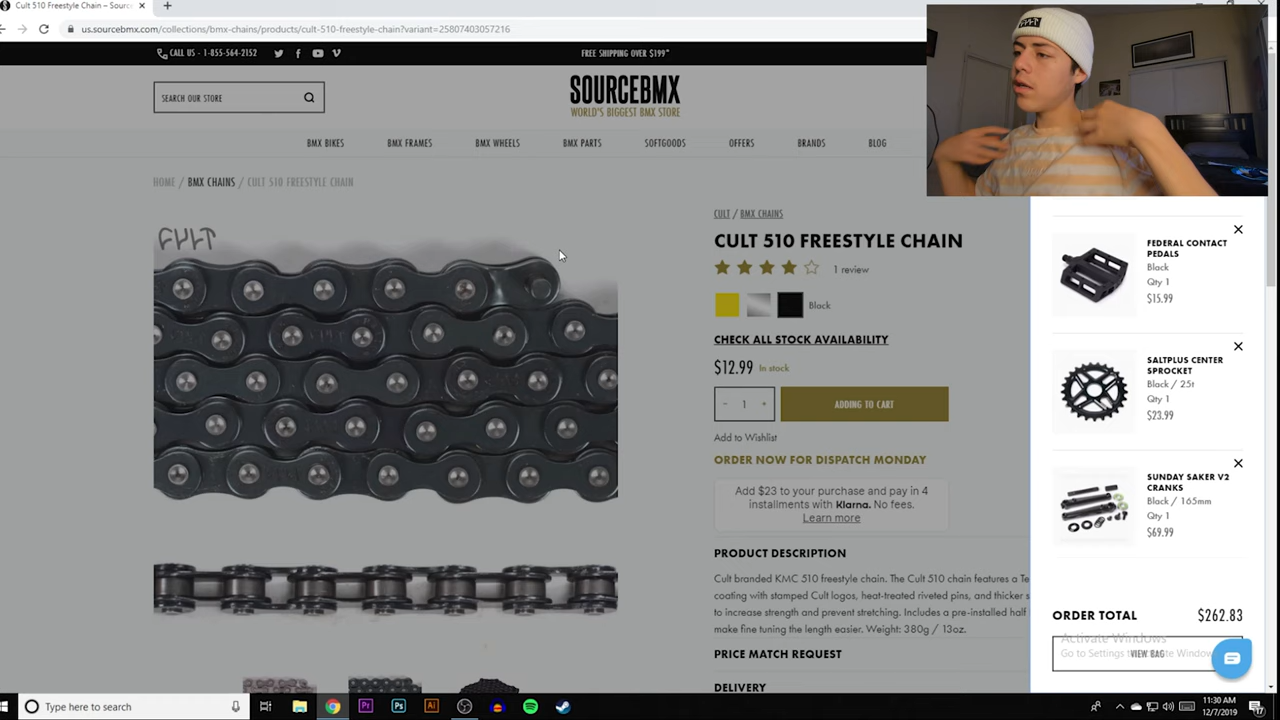 Cult 510 Freestyle Chain – Sourc
us.sourcebmx.com/collections/bmx-chains/products/cult-510-freestyle-chain?variant=25807403057216
CALL US - 1-855-564-2152
FREE SHIPPING OVER $199*
SEARCH OUR STORE
SOURCEBMX
WORLD'S BIGGEST BMX STORE
BMX BIKES
BMX FRAMES
BMX WHEELS
BMX PARTS
SOFTGOODS
OFFERS
BRANDS
BLOG
HOME / BMX CHAINS / CULT 510 FREESTYLE CHAIN
CULT
CULT / BMX CHAINS
CULT 510 FREESTYLE CHAIN
1 review
Black
CHECK ALL STOCK AVAILABILITY
$12.99 In stock
- 1 +
ADDING TO CART
Add to Wishlist
ORDER NOW FOR DISPATCH MONDAY
Add $23 to your purchase and pay in 4
installments with Klarna. No fees.
Learn more
PRODUCT DESCRIPTION
Cult branded KMC 510 freestyle chain. The Cult 510 chain features a Te
coating with stamped Cult logos, heat-treated riveted pins, and thicker s
to increase strength and prevent stretching. Includes a pre-installed half
make fine tuning the length easier. Weight: 380g / 13oz.
PRICE MATCH REQUEST
DELIVERY
FEDERAL CONTACT
PEDALS
Black
Qty 1
$15.99
SALTPLUS CENTER
SPROCKET
Black / 25t
Qty 1
$23.99
SUNDAY SAKER V2
CRANKS
Black / 165mm
Qty 1
$69.99
ORDER TOTAL $262.83
Activate Windows
Go to Settings t Activate Window
VIEW BAG
Type here to search
Pr
Ps
Ai
11:30 AM
12/7/2019
17